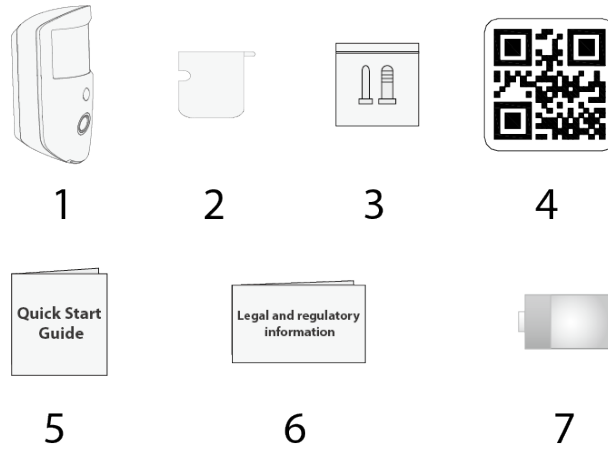 1
2
3
4
Quick Start
Guide
Legal and regulatory
information
5
6
7